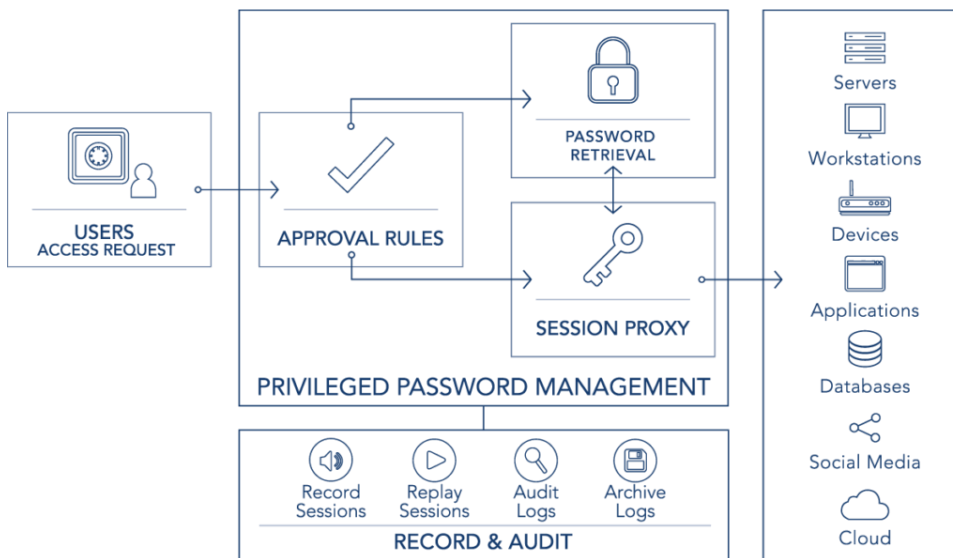 USERS
ACCESS REQUEST
APPROVAL RULES
PASSWORD
RETRIEVAL
SESSION PROXY
PRIVILEGED PASSWORD MANAGEMENT
Record
Sessions
Replay
Sessions
Audit
Logs
Archive
Logs
RECORD & AUDIT
Servers
Workstations
Devices
Applications
Databases
Social Media
Cloud